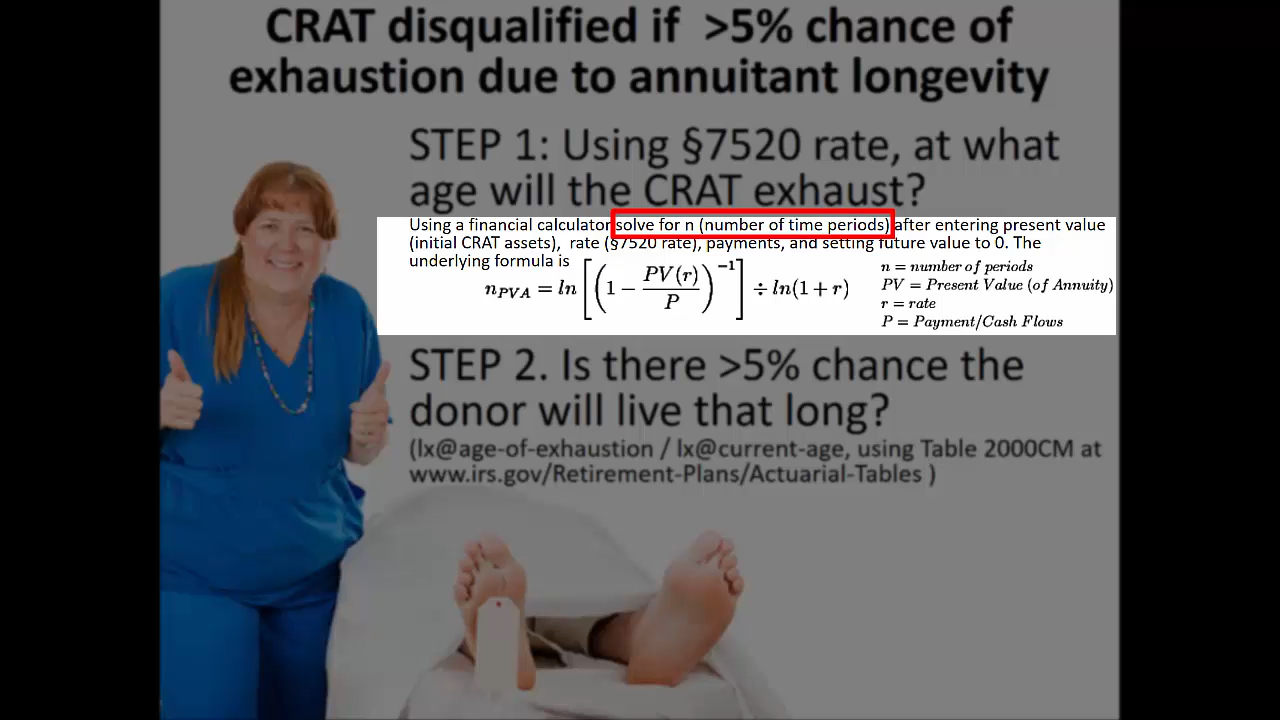 CRAT disqualified if >5% chance of
exhaustion due to annuitant longevity
STEP 1: Using §7520 rate, at what
age will the CRAT exhaust?
Using a financial calculator solve for n (number of time periods) after entering present value
(initial CRAT assets), rate (§7520 rate), payments, and setting future value to 0. The
underlying formula is
n_PVA = ln[(1 − PV(r)/P)^−1] ÷ ln(1 + r)
n = number of periods
PV = Present Value (of Annuity)
r = rate
P = Payment/Cash Flows
STEP 2. Is there >5% chance the
donor will live that long?
(lx@age-of-exhaustion / lx@current-age, using Table 2000CM at
www.irs.gov/Retirement-Plans/Actuarial-Tables )